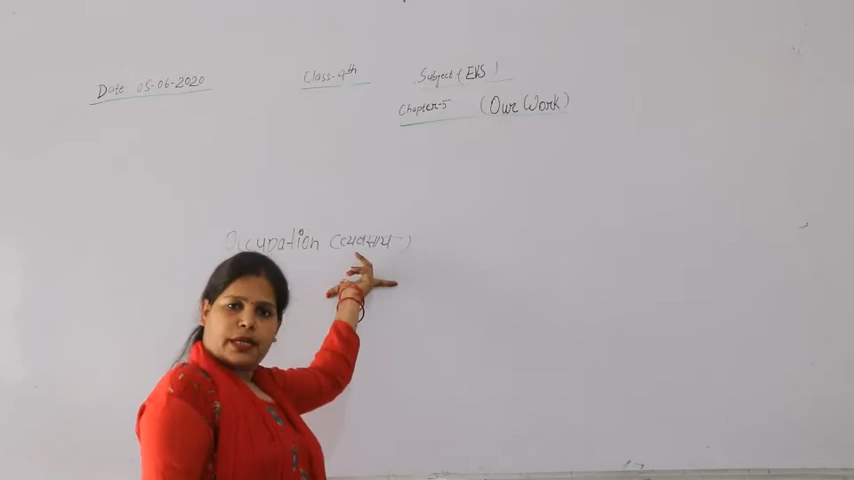 Date: 05-06-2020 Class-4th Subject (EVS)
Chapter-5 (Our Work)
Occupation (व्यवसाय)